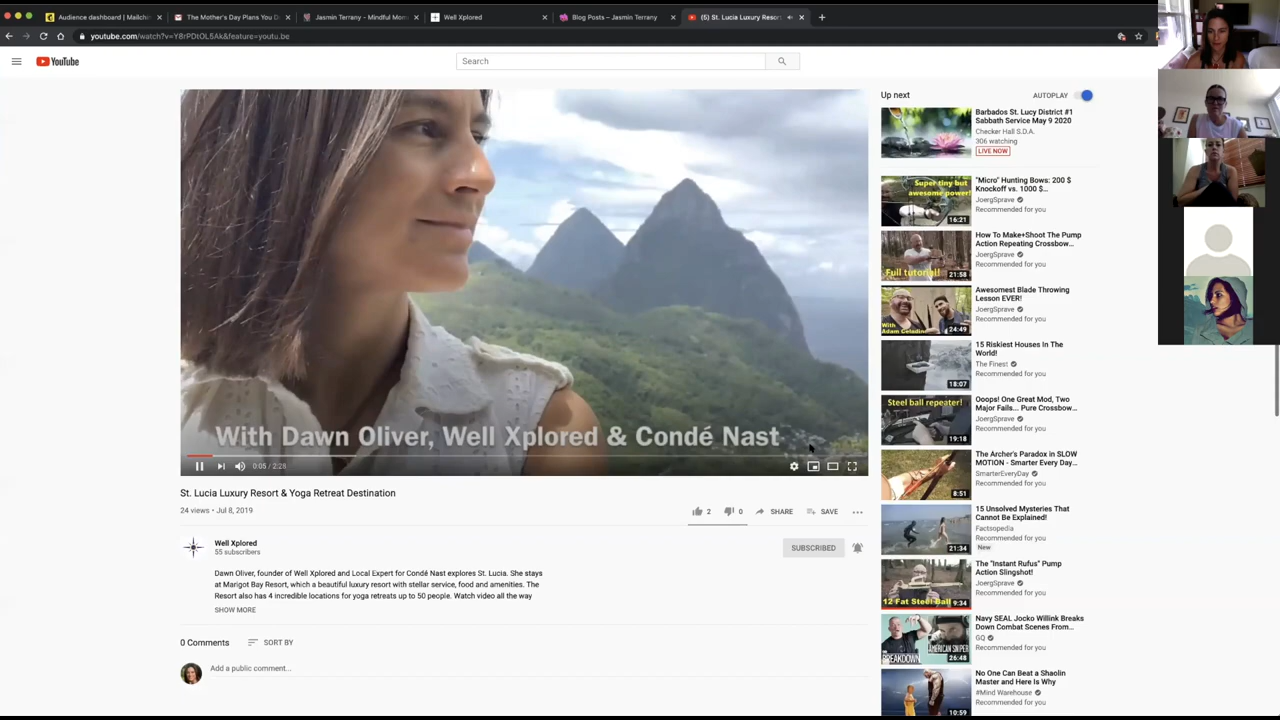 Audience dashboard | Mailchi
The Mother's Day Plans You D
Jasmin Terrany - Mindful Mom
Well Xplored
Blog Posts – Jasmin Terrany
(5) St. Lucia Luxury Resort
youtube.com/watch?v=Y8rPDtOL5Ak&feature=youtu.be
YouTube
Search
With Dawn Oliver, Well Xplored & Condé Nast
0:05 / 2:28
St. Lucia Luxury Resort & Yoga Retreat Destination
24 views • Jul 8, 2019
2
0
SHARE
SAVE
Well Xplored
55 subscribers
SUBSCRIBED
Dawn Oliver, founder of Well Xplored and Local Expert for Condé Nast explores St. Lucia. She stays
at Marigot Bay Resort, which a beautiful luxury resort with stellar service, food and amenities. The
Resort also has 4 incredible locations for yoga retreats up to 50 people. Watch video all the way
SHOW MORE
0 Comments
SORT BY
Add a public comment...
Up next
AUTOPLAY
Barbados St. Lucy District #1
Sabbath Service May 9 2020
Checker Hall S.D.A.
306 watching
LIVE NOW
Super tiny but
awesome power!
16:21
"Micro" Hunting Bows: 200 $
Knockoff vs. 1000 $...
JoergSprave
Recommended for you
Full tutorial!
21:58
How To Make+Shoot The Pump
Action Repeating Crossbow...
JoergSprave
Recommended for you
With
Adam Celadin
24:49
Awesomest Blade Throwing
Lesson EVER!
JoergSprave
Recommended for you
18:07
15 Riskiest Houses In The
World!
The Finest
Recommended for you
Steel ball repeater!
19:18
Ooops! One Great Mod, Two
Major Fails... Pure Crossbow...
JoergSprave
Recommended for you
8:51
The Archer's Paradox in SLOW
MOTION - Smarter Every Day...
SmarterEveryDay
Recommended for you
21:34
15 Unsolved Mysteries That
Cannot Be Explained!
Factsopedia
Recommended for you
New
12 Fat Steel Ball
9:34
The "Instant Rufus" Pump
Action Slingshot!
JoergSprave
Recommended for you
BREAKDOWN
AMERICAN SNIPER
26:48
Navy SEAL Jocko Willink Breaks
Down Combat Scenes From...
GQ
Recommended for you
10:59
No One Can Beat a Shaolin
Master and Here Is Why
#Mind Warehouse
Recommended for you